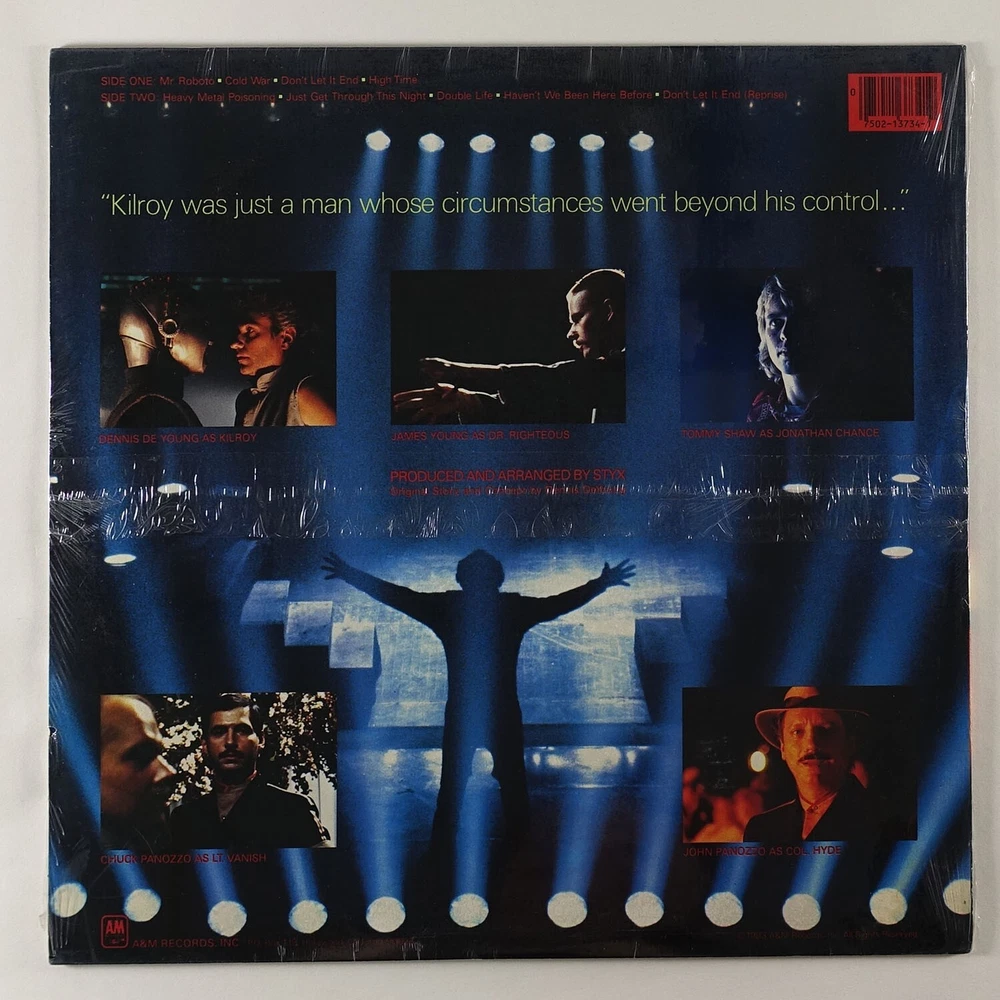 SIDE ONE: Mr Roboto ▪ Cold War ▪ Don't Let It End ▪ High Time
SIDE TWO: Heavy Metal Poisoning ▪ Just Get Through This Night ▪ Double Life ▪ Haven't We Been Here Before ▪ Don't Let It End (Reprise)
0
7502-13734-
"Kilroy was just a man whose circumstances went beyond his control..."
DENNIS DE YOUNG AS KILROY
JAMES YOUNG AS DR. RIGHTEOUS
TOMMY SHAW AS JONATHAN CHANCE
PRODUCED AND ARRANGED BY STYX
CHUCK PANOZZO AS LT. VANISH
JOHN PANOZZO AS COL. HYDE
AM
A&M RECORDS, INC